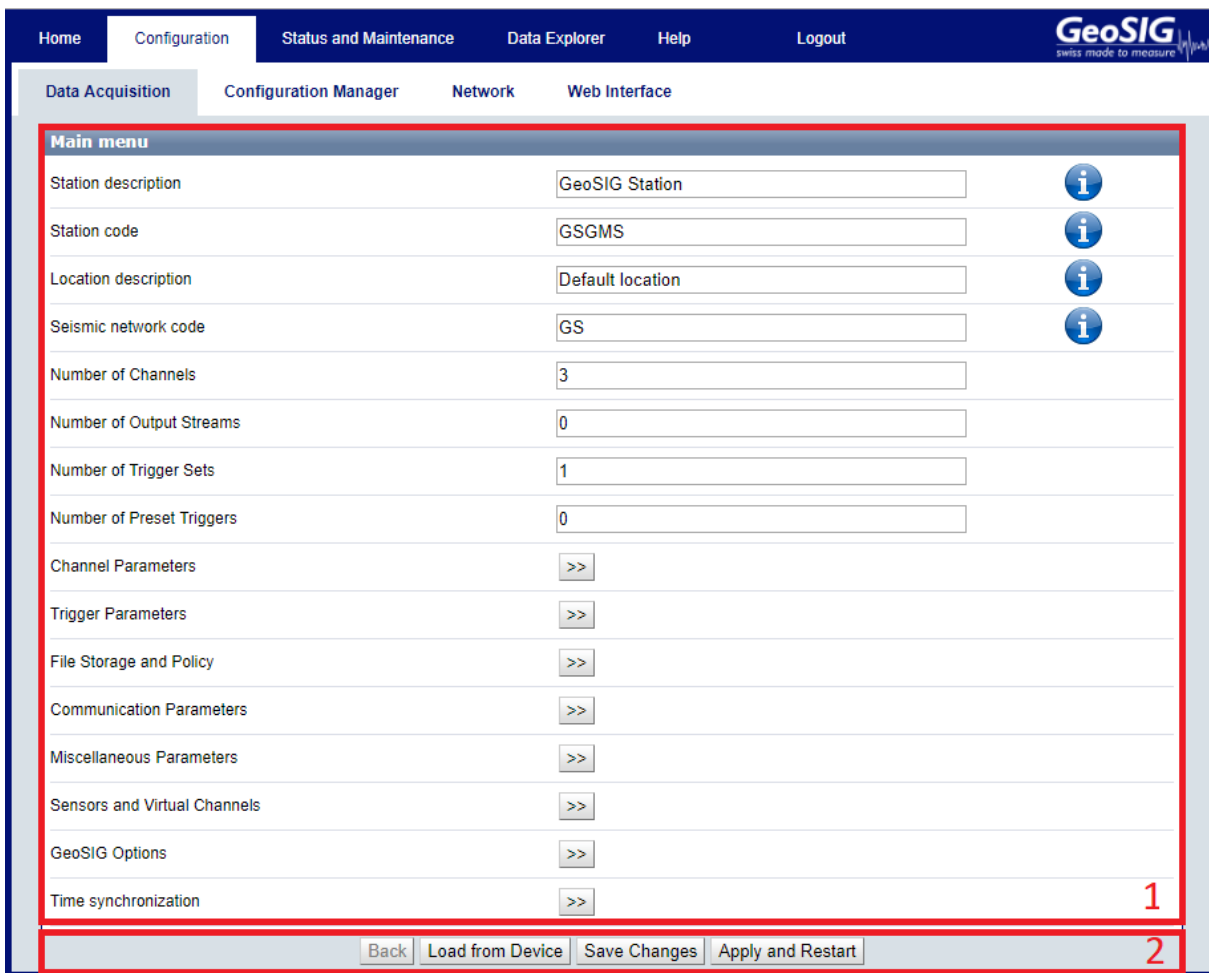 Home Configuration Status and Maintenance Data Explorer Help Logout GeoSIG
swiss made to measure
Data Acquisition Configuration Manager Network Web Interface
Main menu
Station description GeoSIG Station i
Station code GSGMS i
Location description Default location i
Seismic network code GS i
Number of Channels 3
Number of Output Streams 0
Number of Trigger Sets 1
Number of Preset Triggers 0
Channel Parameters >>
Trigger Parameters >>
File Storage and Policy >>
Communication Parameters >>
Miscellaneous Parameters >>
Sensors and Virtual Channels >>
GeoSIG Options >>
Time synchronization >> 1
Back Load from Device Save Changes Apply and Restart 2